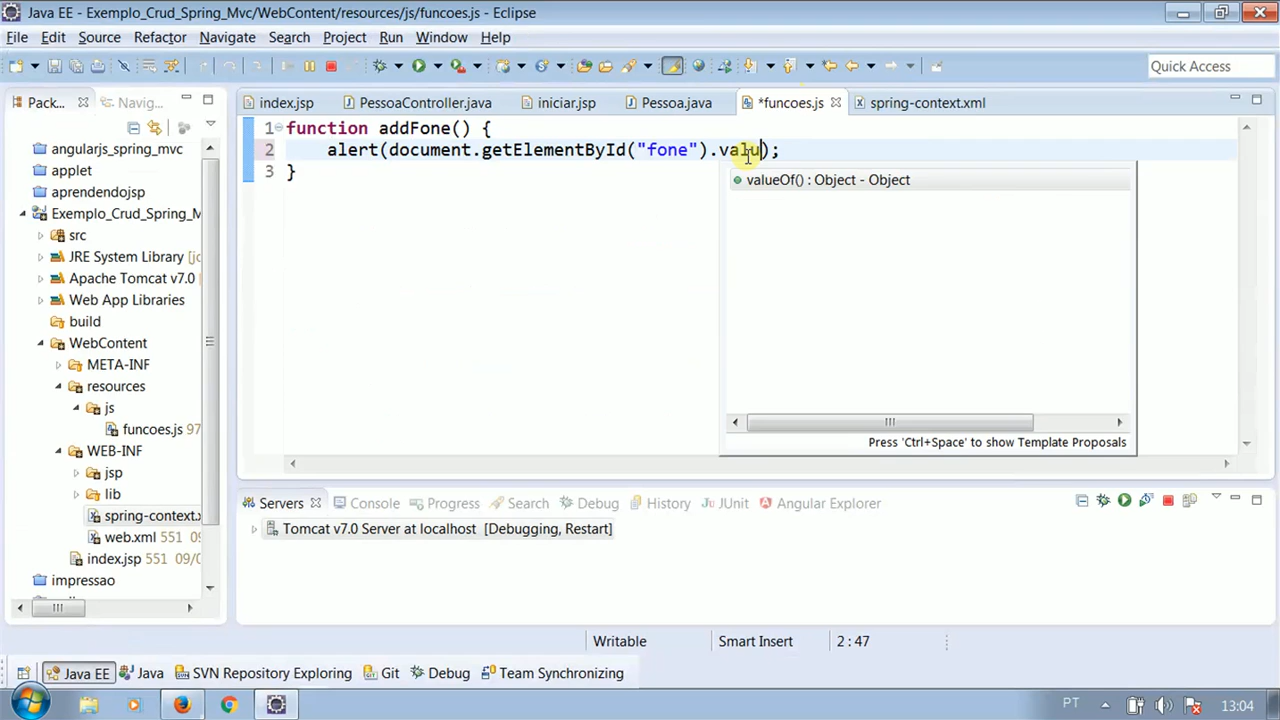 Java EE - Exemplo_Crud_Spring_Mvc/WebContent/resources/js/funcoes.js - Eclipse
File Edit Source Refactor Navigate Search Project Run Window Help
Quick Access
Pack... Navig...
index.jsp PessoaController.java iniciar.jsp Pessoa.java *funcoes.js spring-context.xml
angularjs_spring_mvc
applet
aprendendojs
Exemplo_Crud_Spring_M
src
JRE System Library [jd
Apache Tomcat v7.0 [
Web App Libraries
build
WebContent
META-INF
resources
js
funcoes.js 97
WEB-INF
jsp
lib
spring-context.x
web.xml 551 09
index.jsp 551 09/0
impressao
1 function addFone() {
2 alert(document.getElementById("fone").valu);
3 }
valueOf() : Object - Object
Press 'Ctrl+Space' to show Template Proposals
Servers Console Progress Search Debug History JUnit Angular Explorer
Tomcat v7.0 Server at localhost [Debugging, Restart]
Writable Smart Insert 2 : 47
Java EE Java SVN Repository Exploring Git Debug Team Synchronizing
PT 13:04